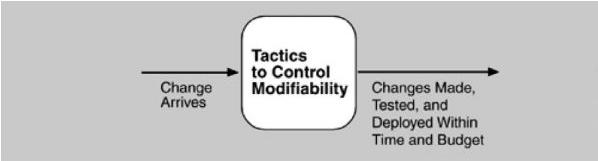 Change
Arrives
Tactics
to Control
Modifiability
Changes Made,
Tested, and
Deployed Within
Time and Budget